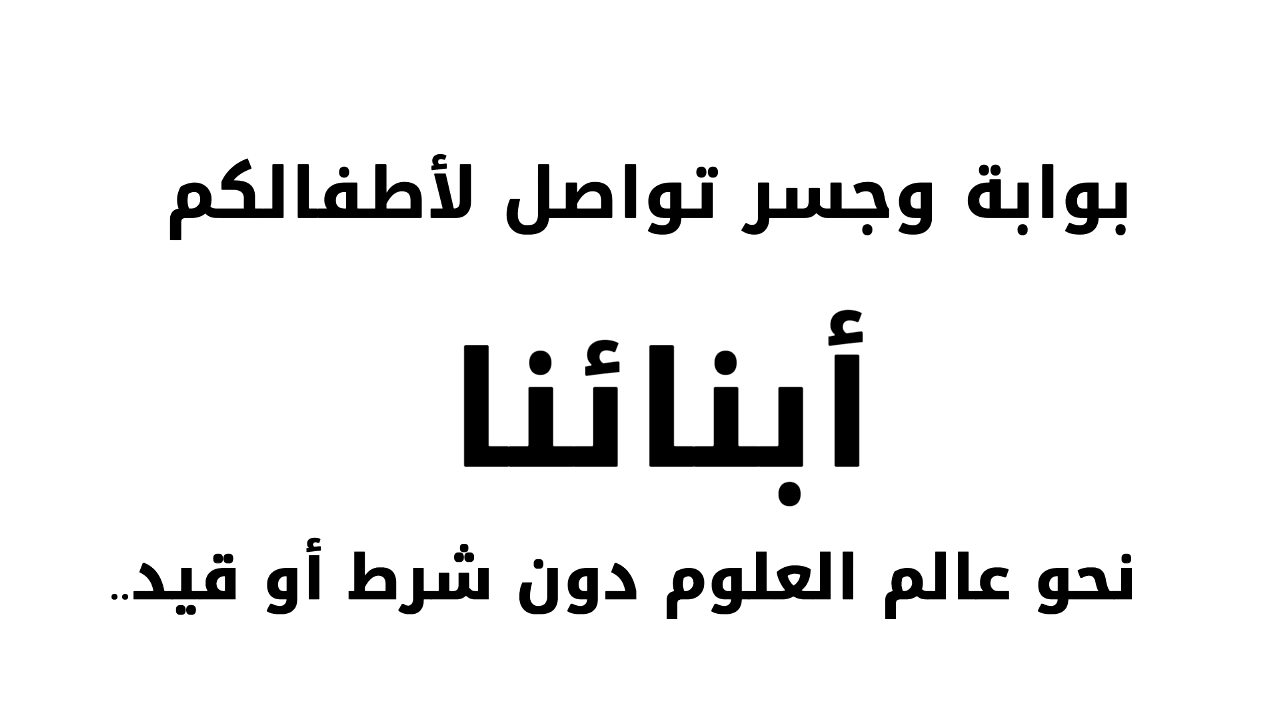 بوابة وجسر تواصل لأطفالكم
أبنائنا
نحو عالم العلوم دون شرط أو قيد..